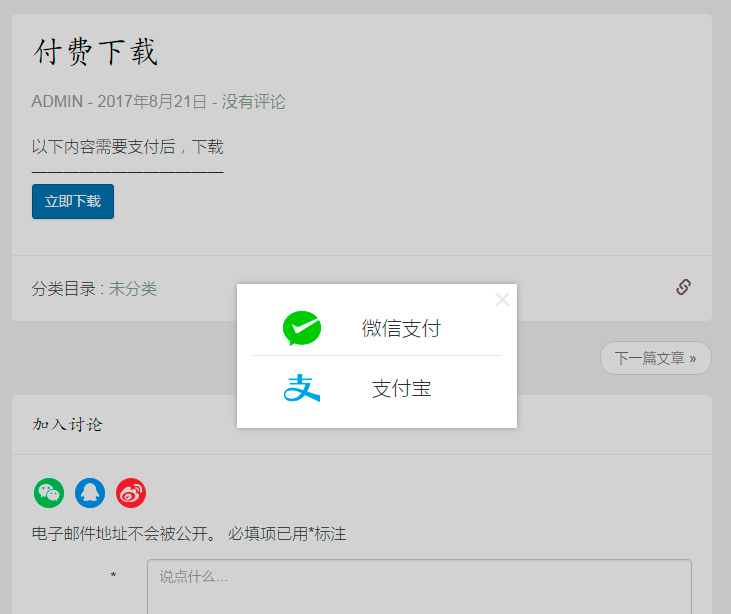 付费下载
ADMIN - 2017年8月21日 - 没有评论
以下内容需要支付后，下载
————————————
立即下载
分类目录 : 未分类
微信支付
支付宝
下一篇文章 »
加入讨论
电子邮件地址不会被公开。 必填项已用*标注
*
说点什么...